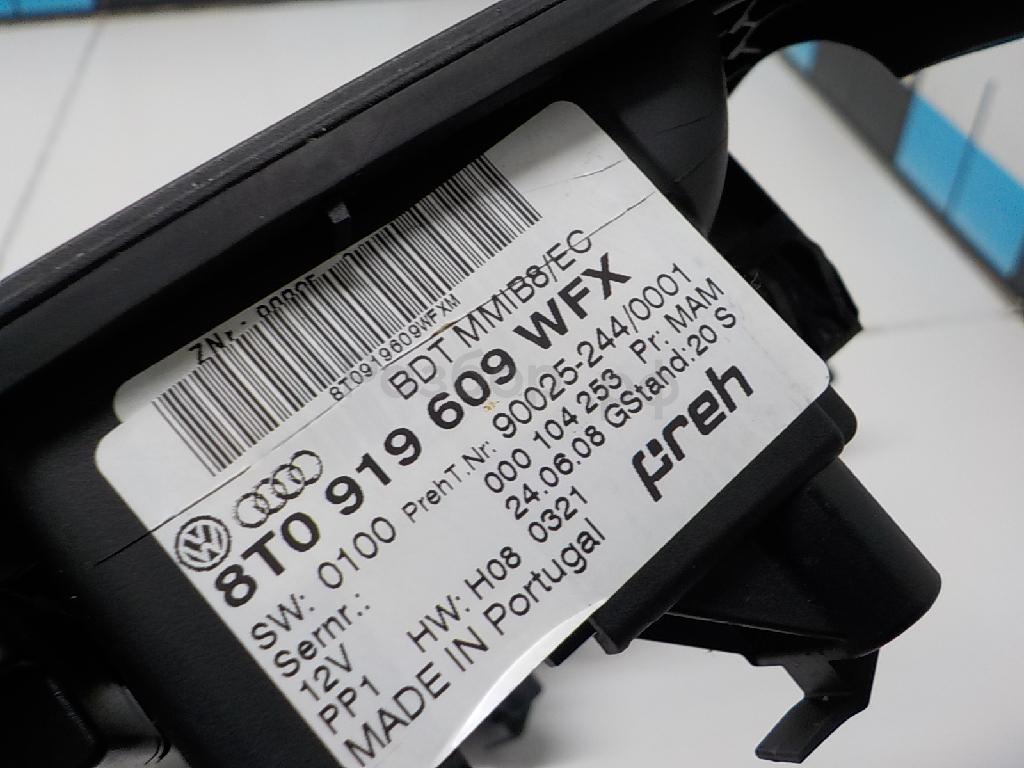 ZNr.:
8T0919609WFXM
BDT MMIB8/EC
8T0 919 609 WFX
SW: 0100 PrehT.Nr: 90025-244/0001
Sernr.: 000 104 253 Pr: MAM
12V 24.06.08 GStand:20 S
PP1 HW: H08 0321
MADE IN Portugal
preh